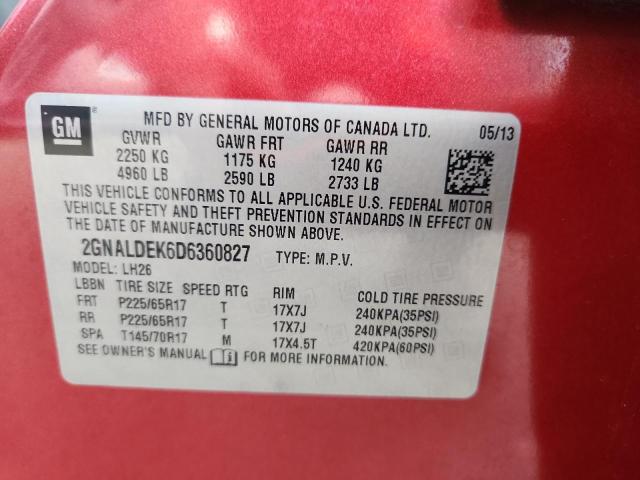 GM ®
MFD BY GENERAL MOTORS OF CANADA LTD. 05/13
GVWR GAWR FRT GAWR RR
2250 KG 1175 KG 1240 KG
4960 LB 2590 LB 2733 LB
THIS VEHICLE CONFORMS TO ALL APPLICABLE U.S. FEDERAL MOTOR
VEHICLE SAFETY AND THEFT PREVENTION STANDARDS IN EFFECT ON
THE DATE OF MANUFACTURE SHOWN ABOVE.
2GNALDEK6D6360827 TYPE: M.P.V.
MODEL: LH26
LBBN TIRE SIZE SPEED RTG RIM COLD TIRE PRESSURE
FRT P225/65R17 T 17X7J 240KPA(35PSI)
RR P225/65R17 T 17X7J 240KPA(35PSI)
SPA T145/70R17 M 17X4.5T 420KPA(60PSI)
SEE OWNER'S MANUAL FOR MORE INFORMATION.